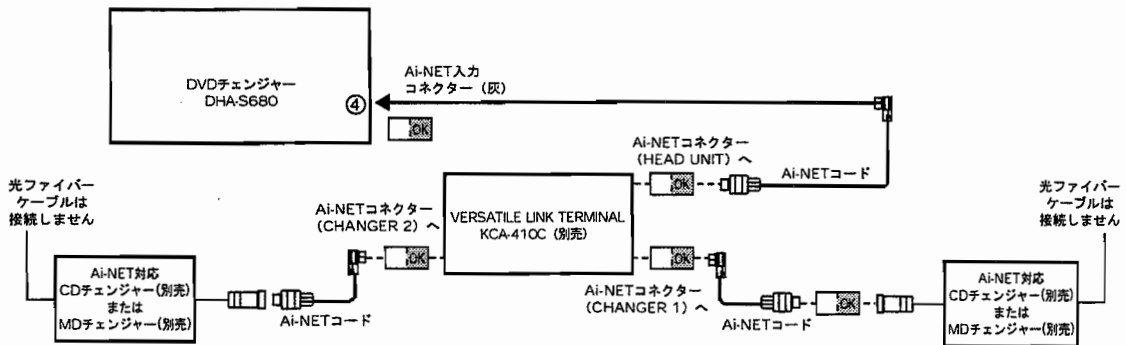 DVDチェンジャー
DHA-S680
④
Ai-NET入力
コネクター（灰）
OK
Ai-NETコネクター
(HEAD UNIT) へ
OK
Ai-NETコード
光ファイバー
ケーブルは
接続しません
Ai-NETコネクター
(CHANGER 2) へ
OK
VERSATILE LINK TERMINAL
KCA-410C (別売)
OK
光ファイバー
ケーブルは
接続しません
Ai-NET対応
CDチェンジャー(別売)
または
MDチェンジャー(別売)
Ai-NETコード
Ai-NETコネクター
(CHANGER 1) へ
Ai-NETコード
OK
Ai-NET対応
CDチェンジャー(別売)
または
MDチェンジャー(別売)